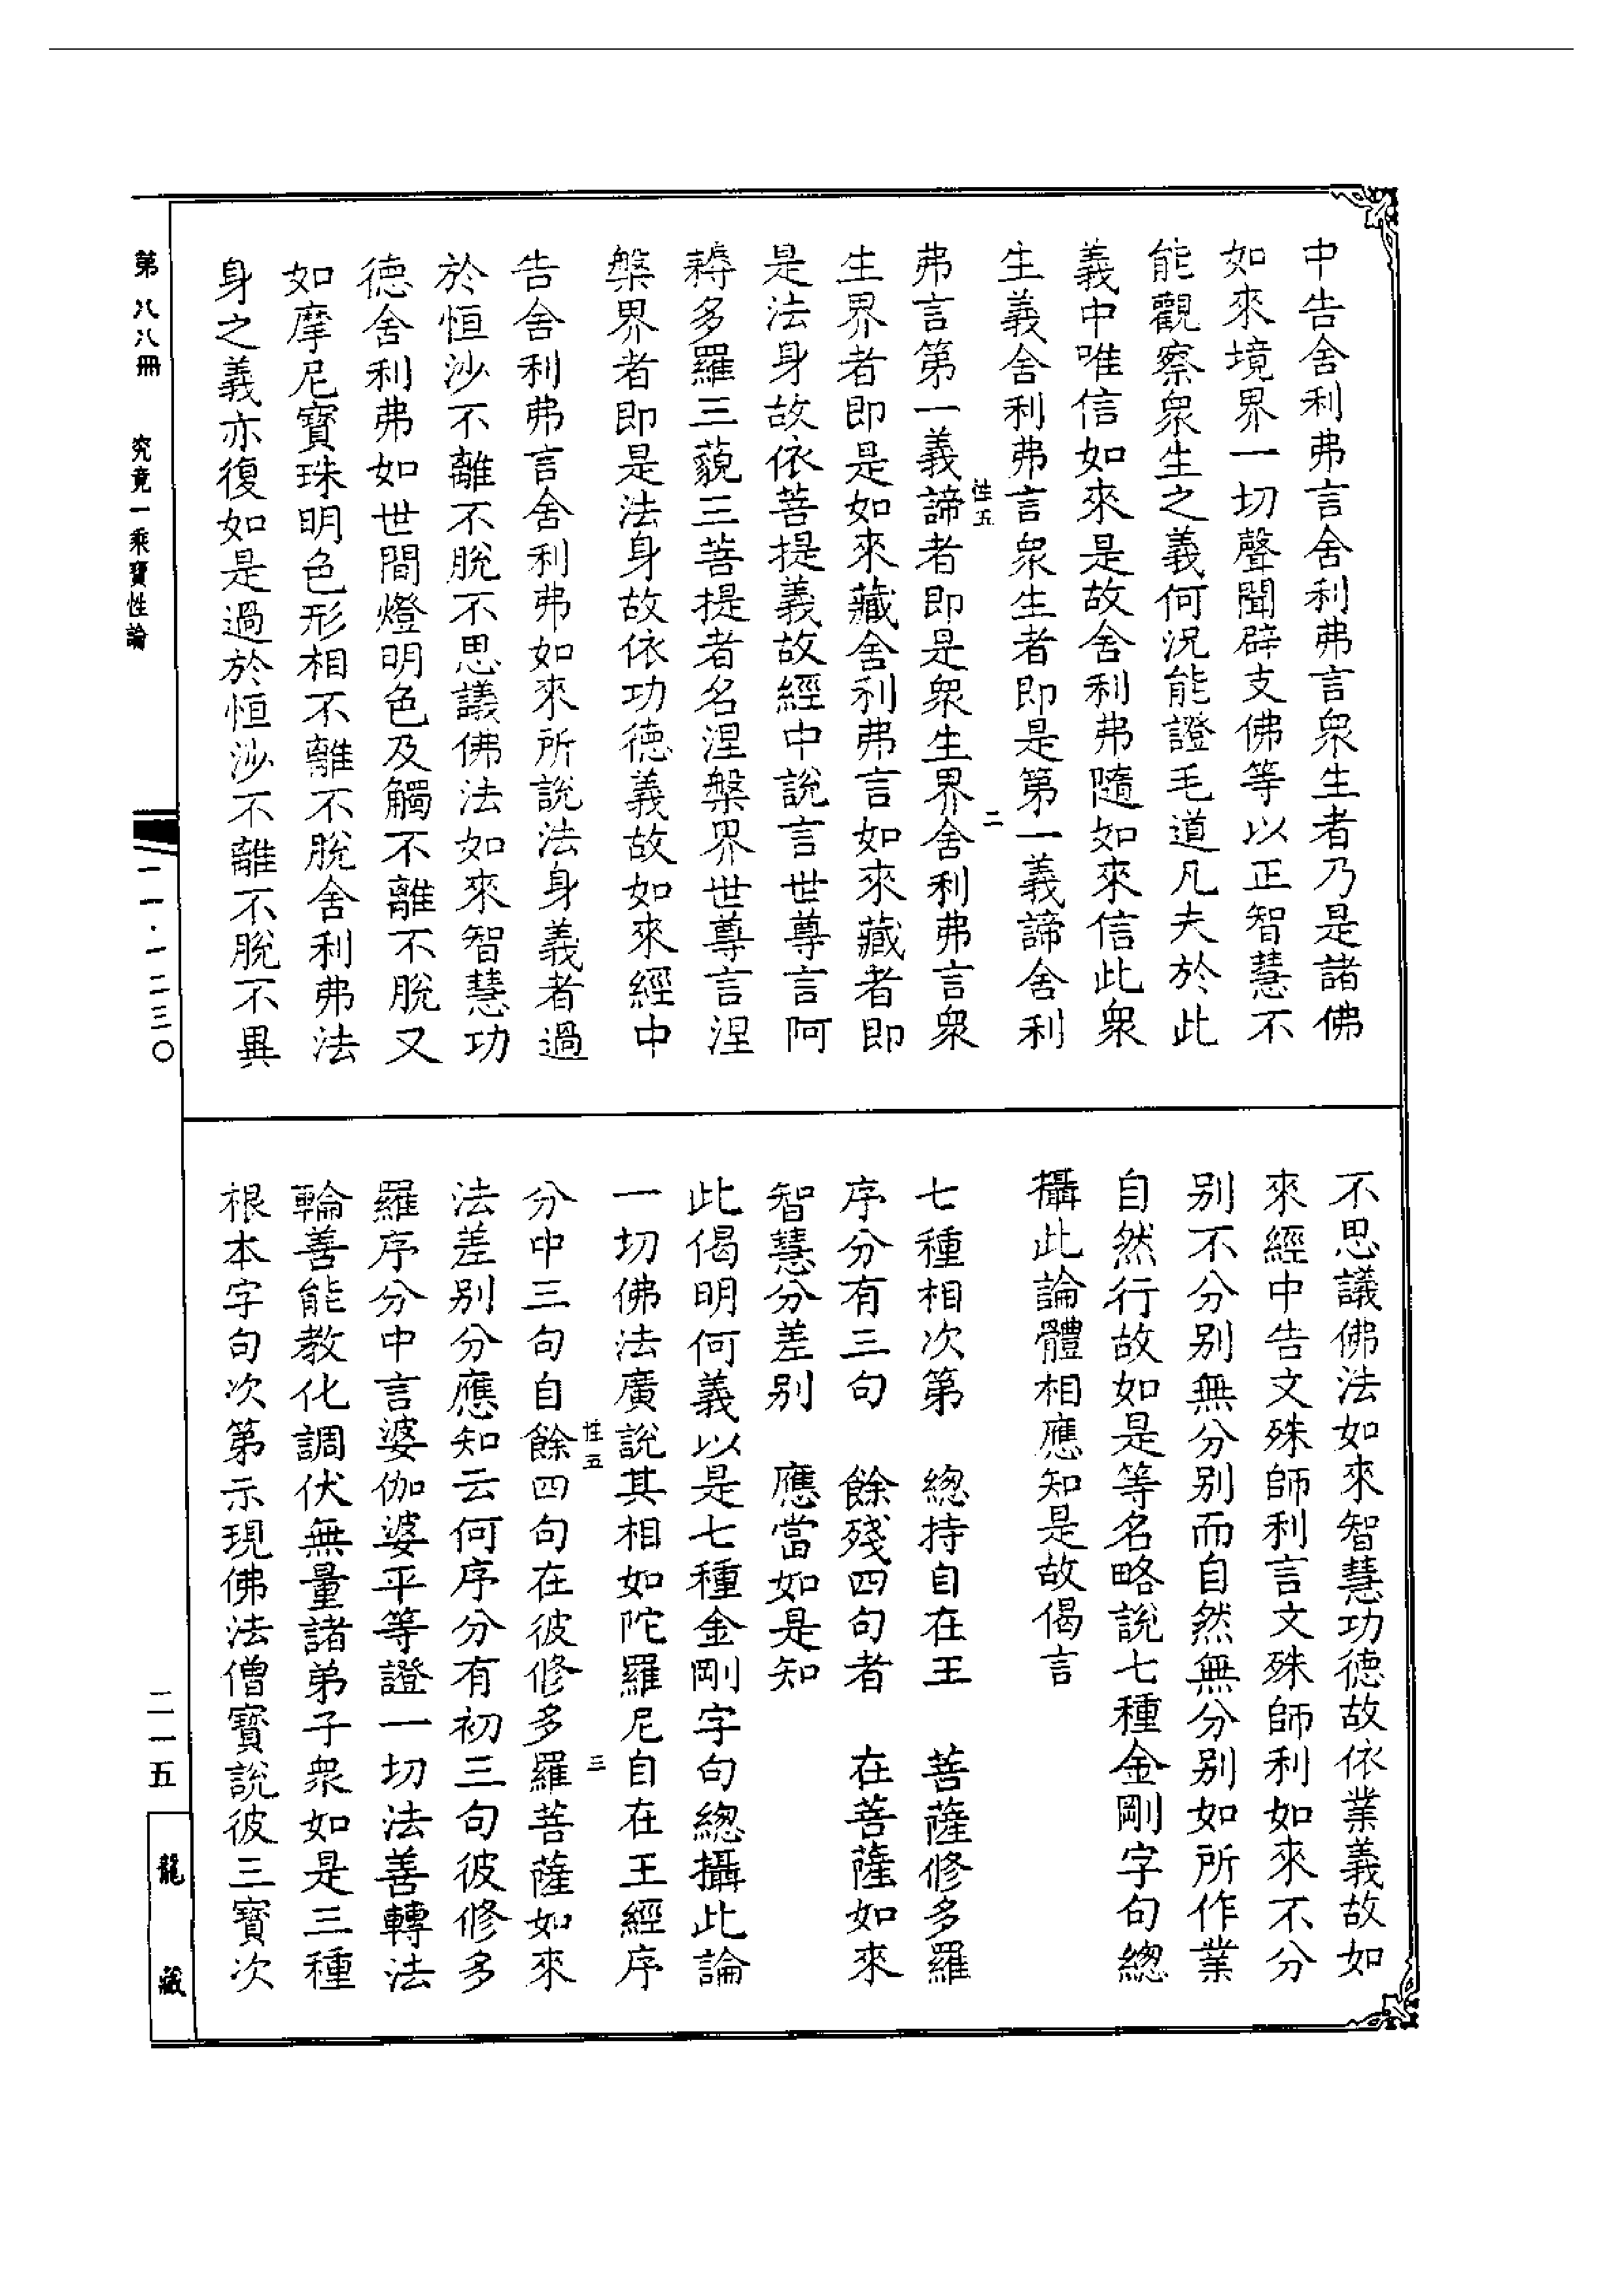 中告舍利弗言舍利弗言衆生者乃是諸佛
如來境界一切聲聞辟支佛等以正智慧不
能觀察衆生之義何況能證毛道凡夫於此
義中唯信如來是故舍利弗隨如來信此衆
生義舍利弗言衆生者即是第一義諦舍利
性五 二
弗言第一義諦者即是衆生界舍利弗言衆
生界者即是如來藏舍利弗言如來藏者即
是法身故依菩提義故經中說言世尊言阿
耨多羅三藐三菩提者名涅槃界世尊言涅
槃界者即是法身故依功德義故如來經中
告舍利弗言舍利弗如來所說法身義者過
於恒沙不離不脫不思議佛法如來智慧功
德舍利弗如世間燈明色及觸不離不脫又
如摩尼寶珠明色形相不離不脫舍利弗法
身之義亦復如是過於恒沙不離不脫不異
不思議佛法如來智慧功德故依業義故如
來經中告文殊師利言文殊師利如來不分
別不分別無分別而自然無分別如所作業
自然行故如是等名略說七種金剛字句總
攝此論體相應知是故偈言
七種相次第 總持自在王 菩薩修多羅
序分有三句 餘殘四句者 在菩薩如來
智慧分差別 應當如是知
此偈明何義以是七種金剛字句總攝此論
一切佛法廣說其相如陀羅尼自在王經序
性五 三
分中三句自餘四句在彼修多羅菩薩如來
法差別分應知云何序分有初三句彼修多
羅序分中言婆伽婆平等證一切法善轉法
輪善能教化調伏無量諸弟子衆如是三種
根本字句次第示現佛法僧寶說彼三寶次
第八八冊 究竟一乘寶性論
二一·一二三〇
二一五
龍藏